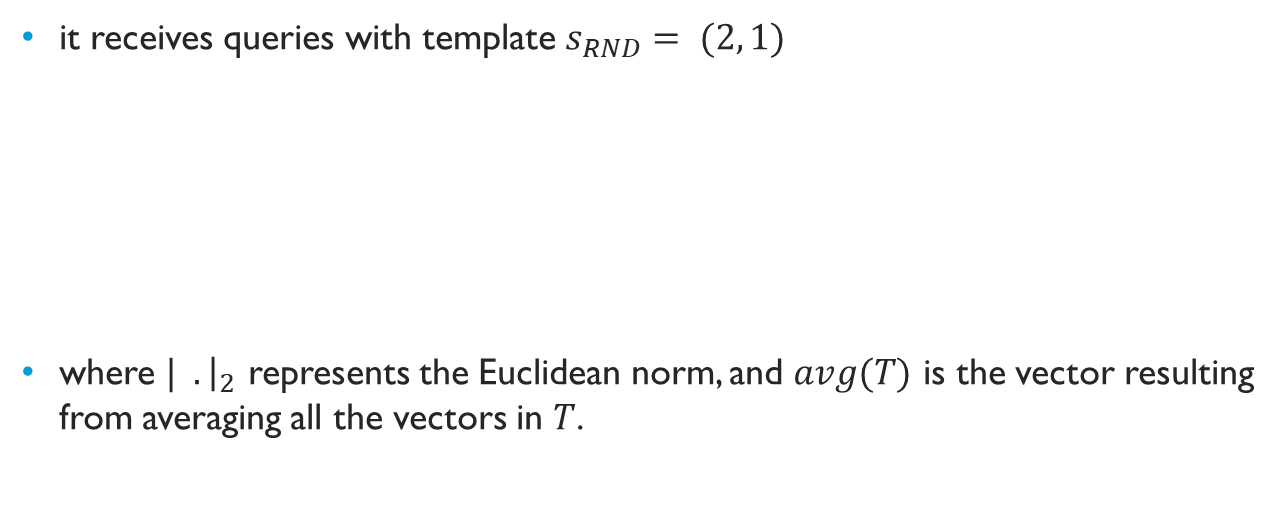 • it receives queries with template s_RND = (2, 1)
• where | . |_2 represents the Euclidean norm, and avg(T) is the vector resulting
from averaging all the vectors in T.